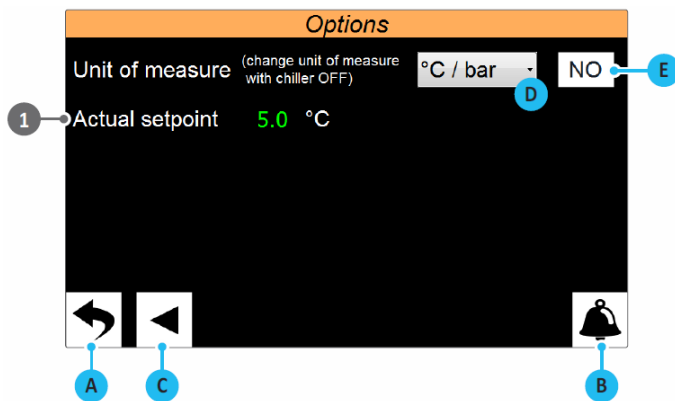 Options
Unit of measure (change unit of measure with chiller OFF) °C / bar NO E
D
1 Actual setpoint 5.0 °C
A C B